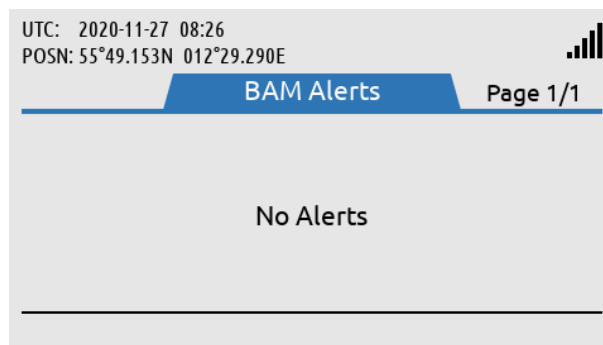 UTC: 2020-11-27 08:26
POSN: 55°49.153N 012°29.290E
BAM Alerts Page 1/1
No Alerts